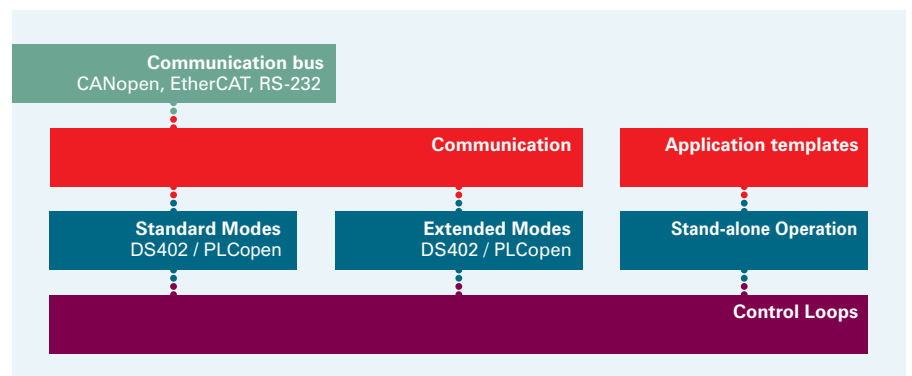 Communication bus
CANopen, EtherCAT, RS-232
Communication
Application templates
Standard Modes
DS402 / PLCopen
Extended Modes
DS402 / PLCopen
Stand-alone Operation
Control Loops